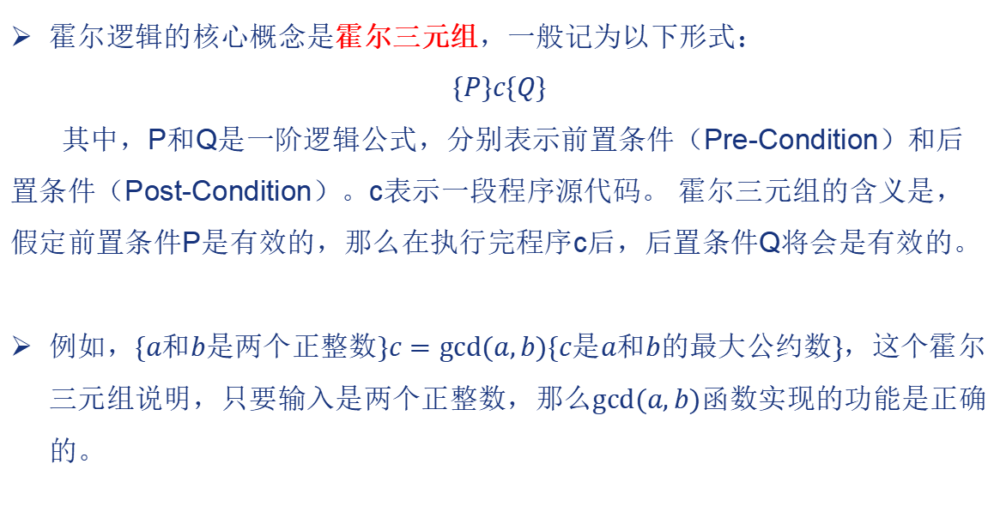 ➢ 霍尔逻辑的核心概念是霍尔三元组，一般记为以下形式：
{P}c{Q}
其中，P和Q是一阶逻辑公式，分别表示前置条件（Pre-Condition）和后
置条件（Post-Condition）。c表示一段程序源代码。 霍尔三元组的含义是，
假定前置条件P是有效的，那么在执行完程序c后，后置条件Q将会是有效的。
➢ 例如，{a和b是两个正整数}c = gcd(a, b){c是a和b的最大公约数}，这个霍尔
三元组说明，只要输入是两个正整数，那么gcd(a, b)函数实现的功能是正确
的。